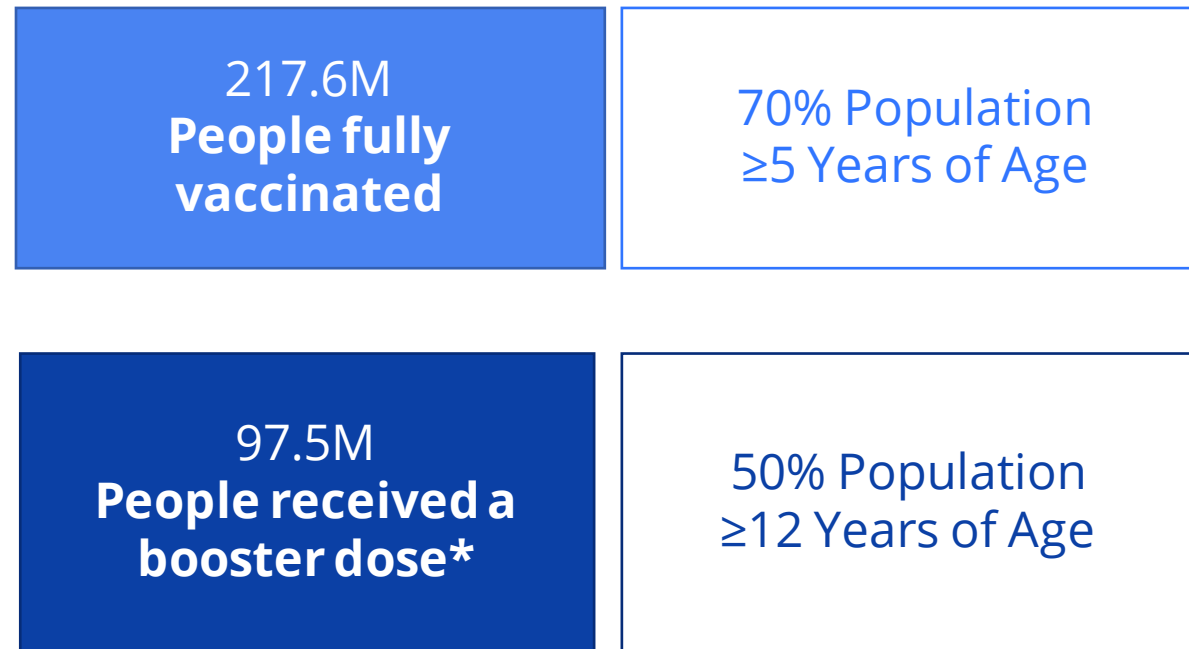 217.6M
People fully
vaccinated
70% Population
≥5 Years of Age
97.5M
People received a
booster dose*
50% Population
≥12 Years of Age